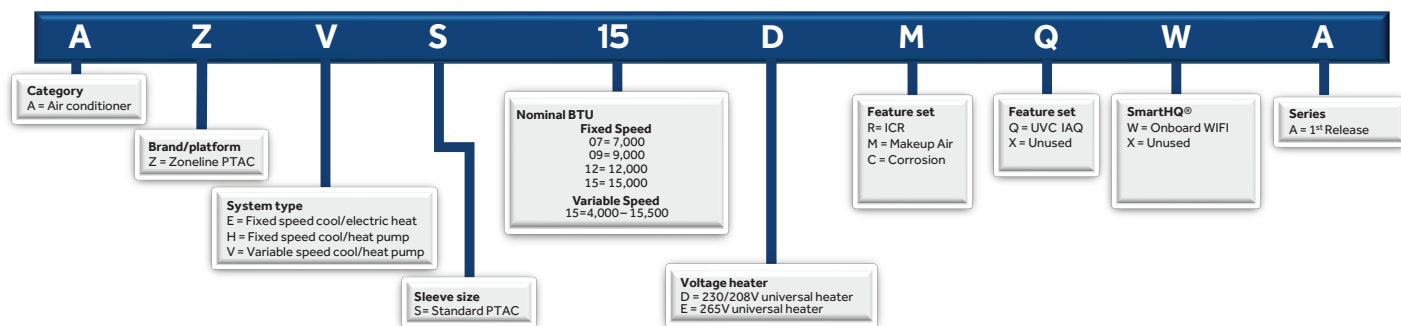 A Z V S 15 D M Q W A
Category
A = Air conditioner
Brand/platform
Z = Zoneline PTAC
System type
E = Fixed speed cool/electric heat
H = Fixed speed cool/heat pump
V = Variable speed cool/heat pump
Sleeve size
S= Standard PTAC
Nominal BTU
Fixed Speed
07= 7,000
09= 9,000
12= 12,000
15= 15,000
Variable Speed
15=4,000 – 15,500
Voltage heater
D = 230/208V universal heater
E = 265V universal heater
Feature set
R= ICR
M = Makeup Air
C = Corrosion
Feature set
Q = UVC IAQ
X = Unused
SmartHQ®
W = Onboard WIFI
X = Unused
Series
A = 1st Release